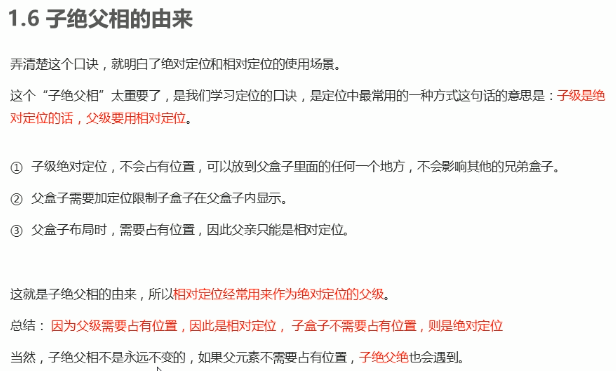 1.6 子绝父相的由来
弄清楚这个口诀，就明白了绝对定位和相对定位的使用场景。
这个“子绝父相”太重要了，是我们学习定位的口诀，是定位中最常用的一种方式这句话的意思是：子级是绝
对定位的话，父级要用相对定位。
① 子级绝对定位，不会占有位置，可以放到父盒子里面的任何一个地方，不会影响其他的兄弟盒子。
② 父盒子需要加定位限制子盒子在父盒子内显示。
③ 父盒子布局时，需要占有位置，因此父亲只能是相对定位。
这就是子绝父相的由来，所以相对定位经常用来作为绝对定位的父级。
总结： 因为父级需要占有位置，因此是相对定位， 子盒子不需要占有位置，则是绝对定位
当然，子绝父相不是永远不变的，如果父元素不需要占有位置，子绝父绝也会遇到。